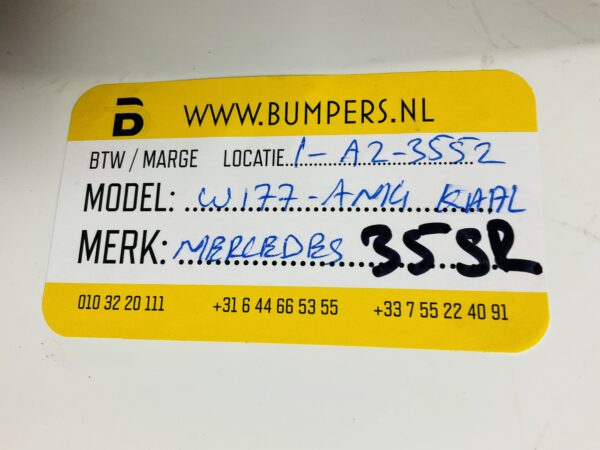 B WWW.BUMPERS.NL
BTW / MARGE LOCATIE 1-A2-3552
MODEL: W177-AMG KAAL
MERK: MERCEDES 35SR
010 32 20 111 +31 6 44 66 53 55 +33 7 55 22 40 91